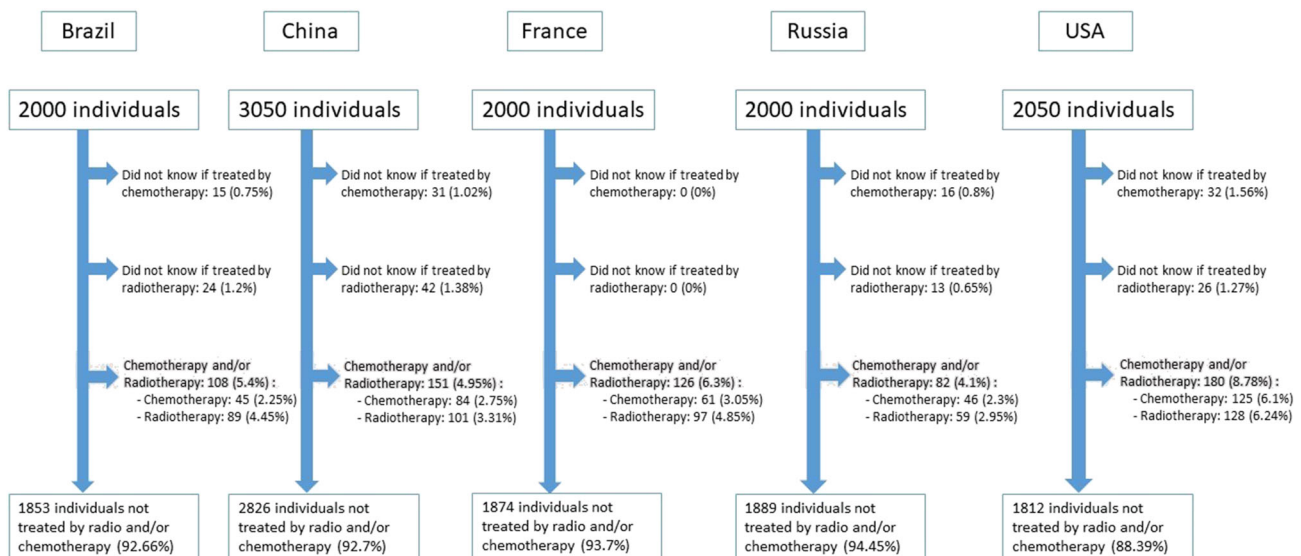 Brazil
China
France
Russia
USA
2000 individuals
3050 individuals
2000 individuals
2000 individuals
2050 individuals
Did not know if treated by
chemotherapy: 15 (0.75%)
Did not know if treated by
chemotherapy: 31 (1.02%)
Did not know if treated by
chemotherapy: 0 (0%)
Did not know if treated by
chemotherapy: 16 (0.8%)
Did not know if treated by
chemotherapy: 32 (1.56%)
Did not know if treated by
radiotherapy: 24 (1.2%)
Did not know if treated by
radiotherapy: 42 (1.38%)
Did not know if treated by
radiotherapy: 0 (0%)
Did not know if treated by
radiotherapy: 13 (0.65%)
Did not know if treated by
radiotherapy: 26 (1.27%)
Chemotherapy and/or
Radiotherapy: 108 (5.4%) :
- Chemotherapy: 45 (2.25%)
- Radiotherapy: 89 (4.45%)
Chemotherapy and/or
Radiotherapy: 151 (4.95%) :
- Chemotherapy: 84 (2.75%)
- Radiotherapy: 101 (3.31%)
Chemotherapy and/or
Radiotherapy: 126 (6.3%) :
- Chemotherapy: 61 (3.05%)
- Radiotherapy: 97 (4.85%)
Chemotherapy and/or
Radiotherapy: 82 (4.1%) :
- Chemotherapy: 46 (2.3%)
- Radiotherapy: 59 (2.95%)
Chemotherapy and/or
Radiotherapy: 180 (8.78%) :
- Chemotherapy: 125 (6.1%)
- Radiotherapy: 128 (6.24%)
1853 individuals not
treated by radio and/or
chemotherapy (92.66%)
2826 individuals not
treated by radio and/or
chemotherapy (92.7%)
1874 individuals not
treated by radio and/or
chemotherapy (93.7%)
1889 individuals not
treated by radio and/or
chemotherapy (94.45%)
1812 individuals not
treated by radio and/or
chemotherapy (88.39%)